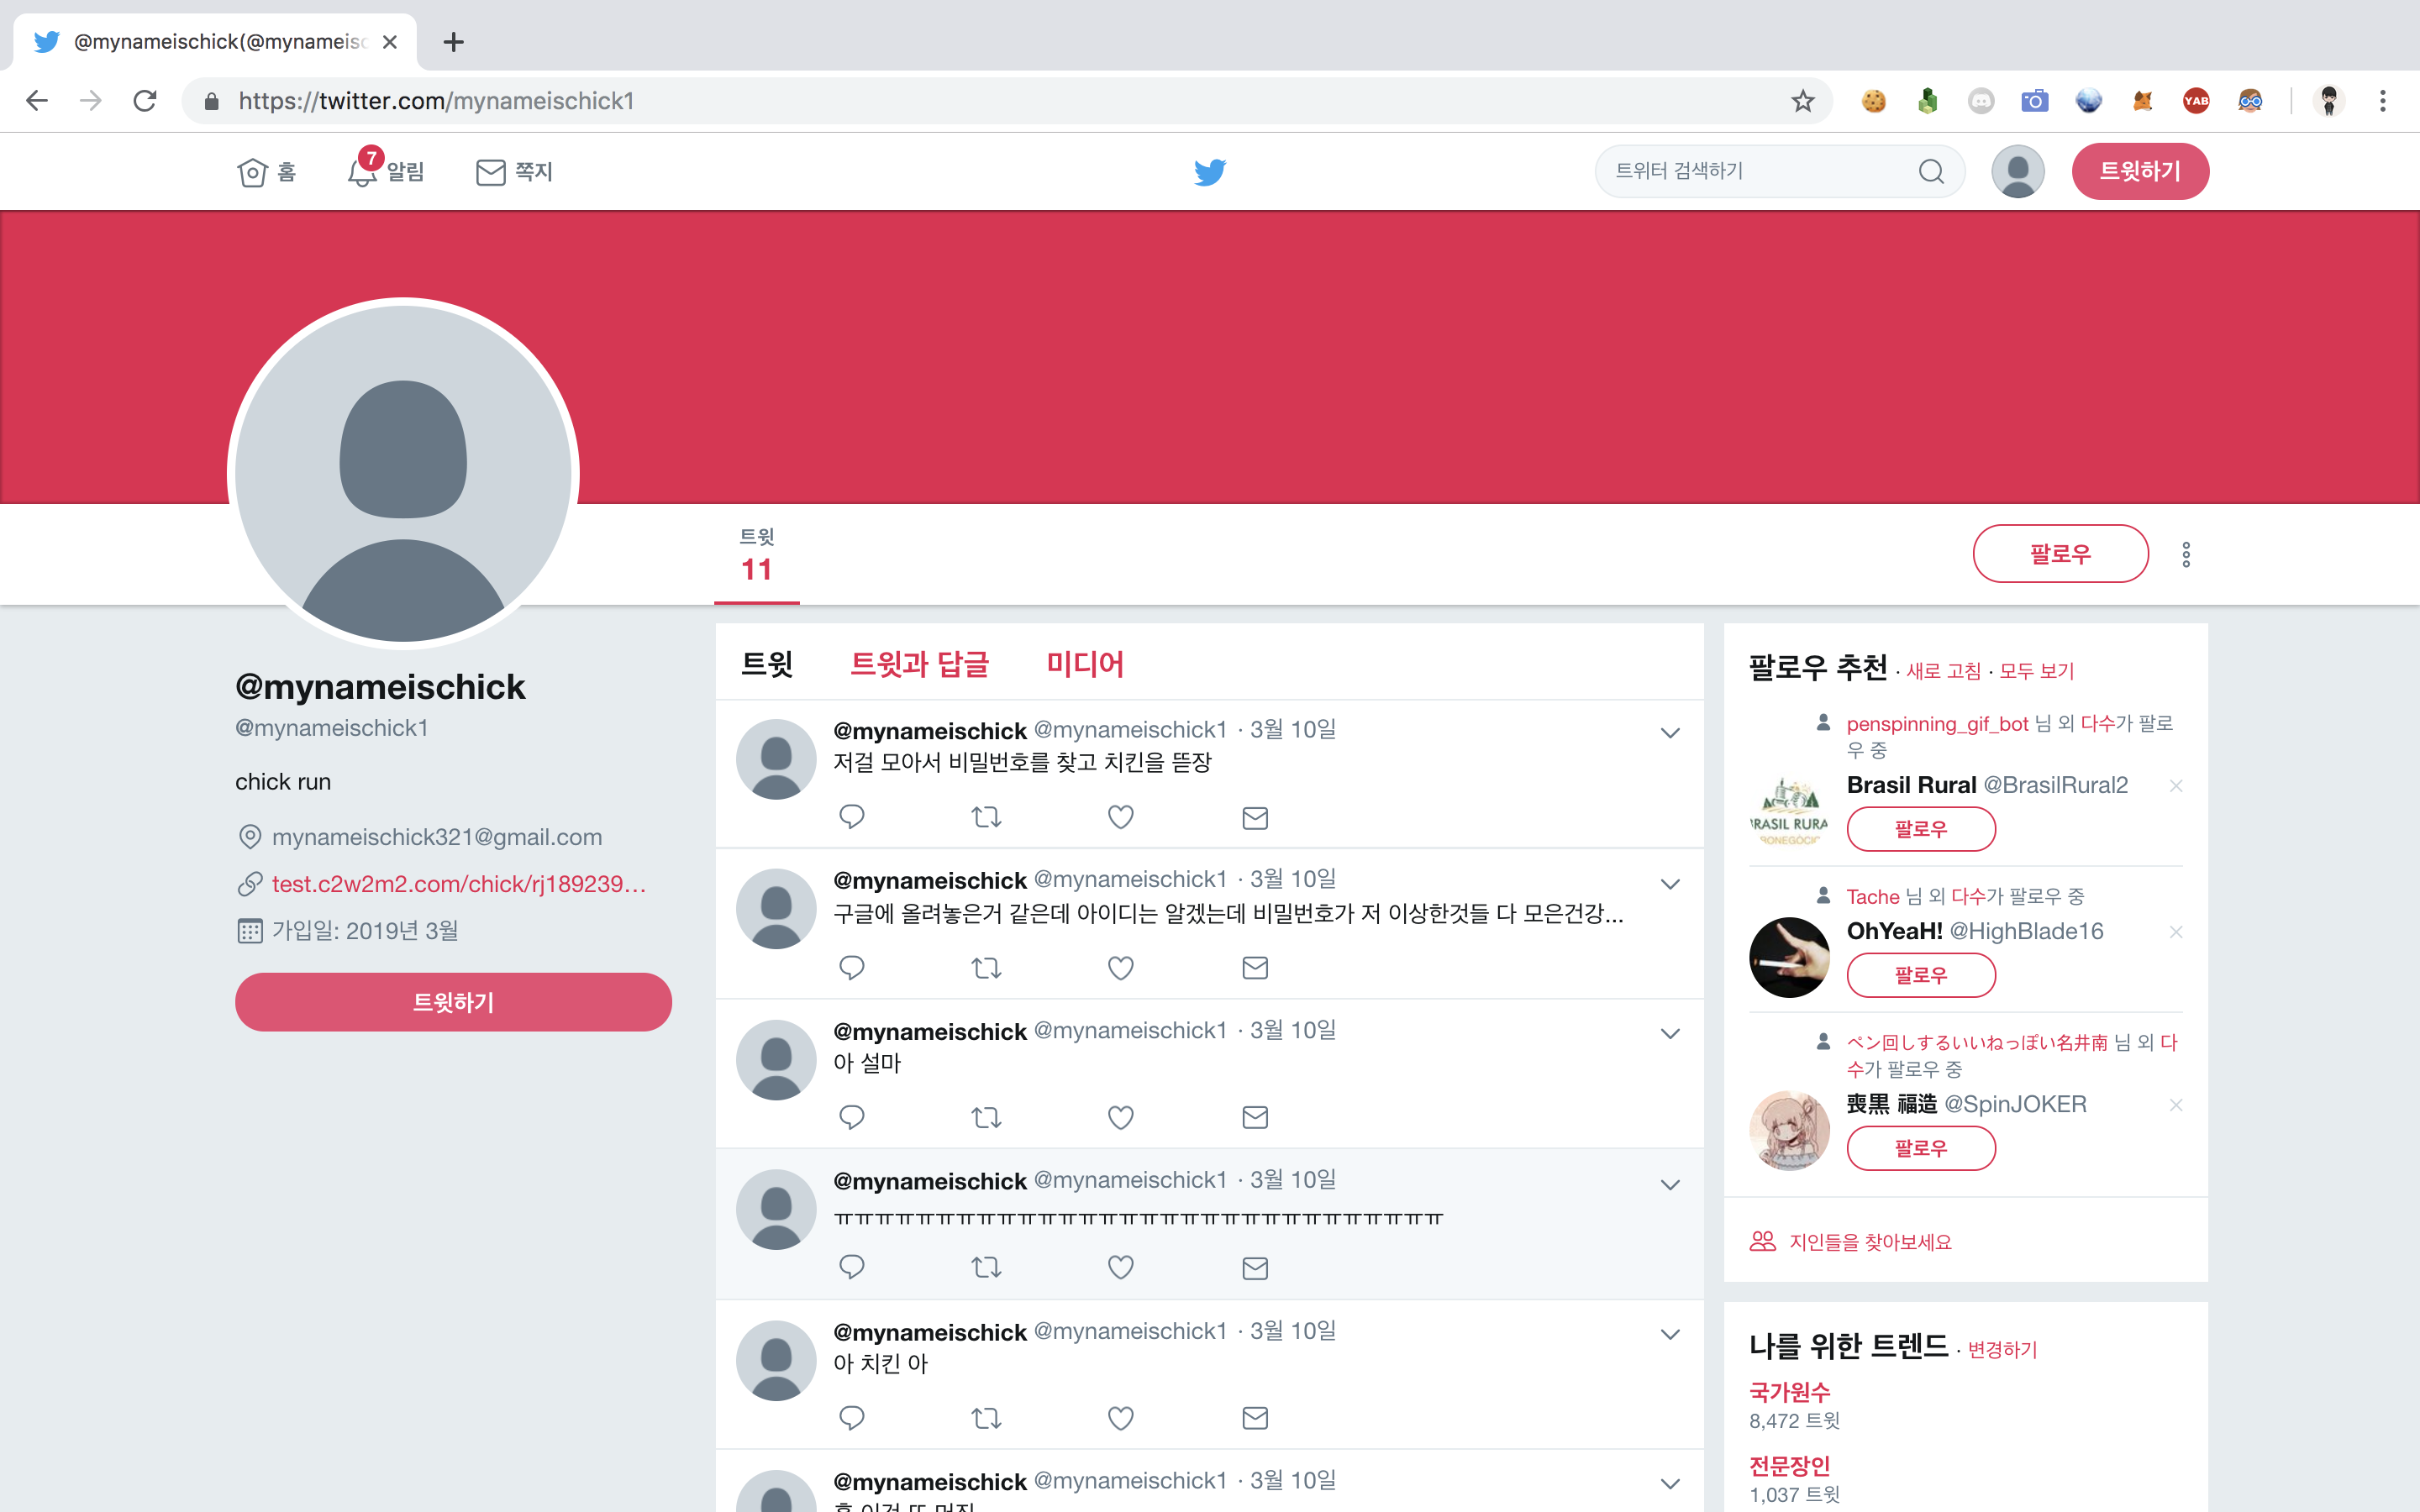 @mynameischick(@mynameisc
https://twitter.com/mynameischick1
YAB
홈
7
알림
쪽지
트위터 검색하기
트윗하기
트윗
11
팔로우
@mynameischick
@mynameischick1
chick run
mynameischick321@gmail.com
test.c2w2m2.com/chick/rj189239…
가입일: 2019년 3월
트윗하기
트윗 트윗과 답글 미디어
@mynameischick @mynameischick1 · 3월 10일
저걸 모아서 비밀번호를 찾고 치킨을 뜯장
@mynameischick @mynameischick1 · 3월 10일
구글에 올려놓은거 같은데 아이디는 알겠는데 비밀번호가 저 이상한것들 다 모은건강...
@mynameischick @mynameischick1 · 3월 10일
아 설마
@mynameischick @mynameischick1 · 3월 10일
ㅠㅠㅠㅠㅠㅠㅠㅠㅠㅠㅠㅠㅠㅠㅠㅠㅠㅠㅠㅠㅠㅠㅠㅠㅠㅠㅠㅠㅠㅠ
@mynameischick @mynameischick1 · 3월 10일
아 치킨 아
@mynameischick @mynameischick1 · 3월 10일
팔로우 추천 · 새로 고침 · 모두 보기
penspinning_gif_bot 님 외 다수가 팔로
우 중
Brasil Rural @BrasilRural2
팔로우
Tache 님 외 다수가 팔로우 중
OhYeaH! @HighBlade16
팔로우
ペン回しするいいねっぽい名井南 님 외 다
수가 팔로우 중
喪黒 福造 @SpinJOKER
팔로우
지인들을 찾아보세요
나를 위한 트렌드 · 변경하기
국가원수
8,472 트윗
전문장인
1,037 트윗